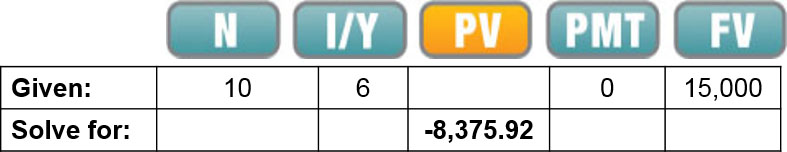 N I/Y PV PMT FV
Given: 10 6 0 15,000
Solve for: -8,375.92